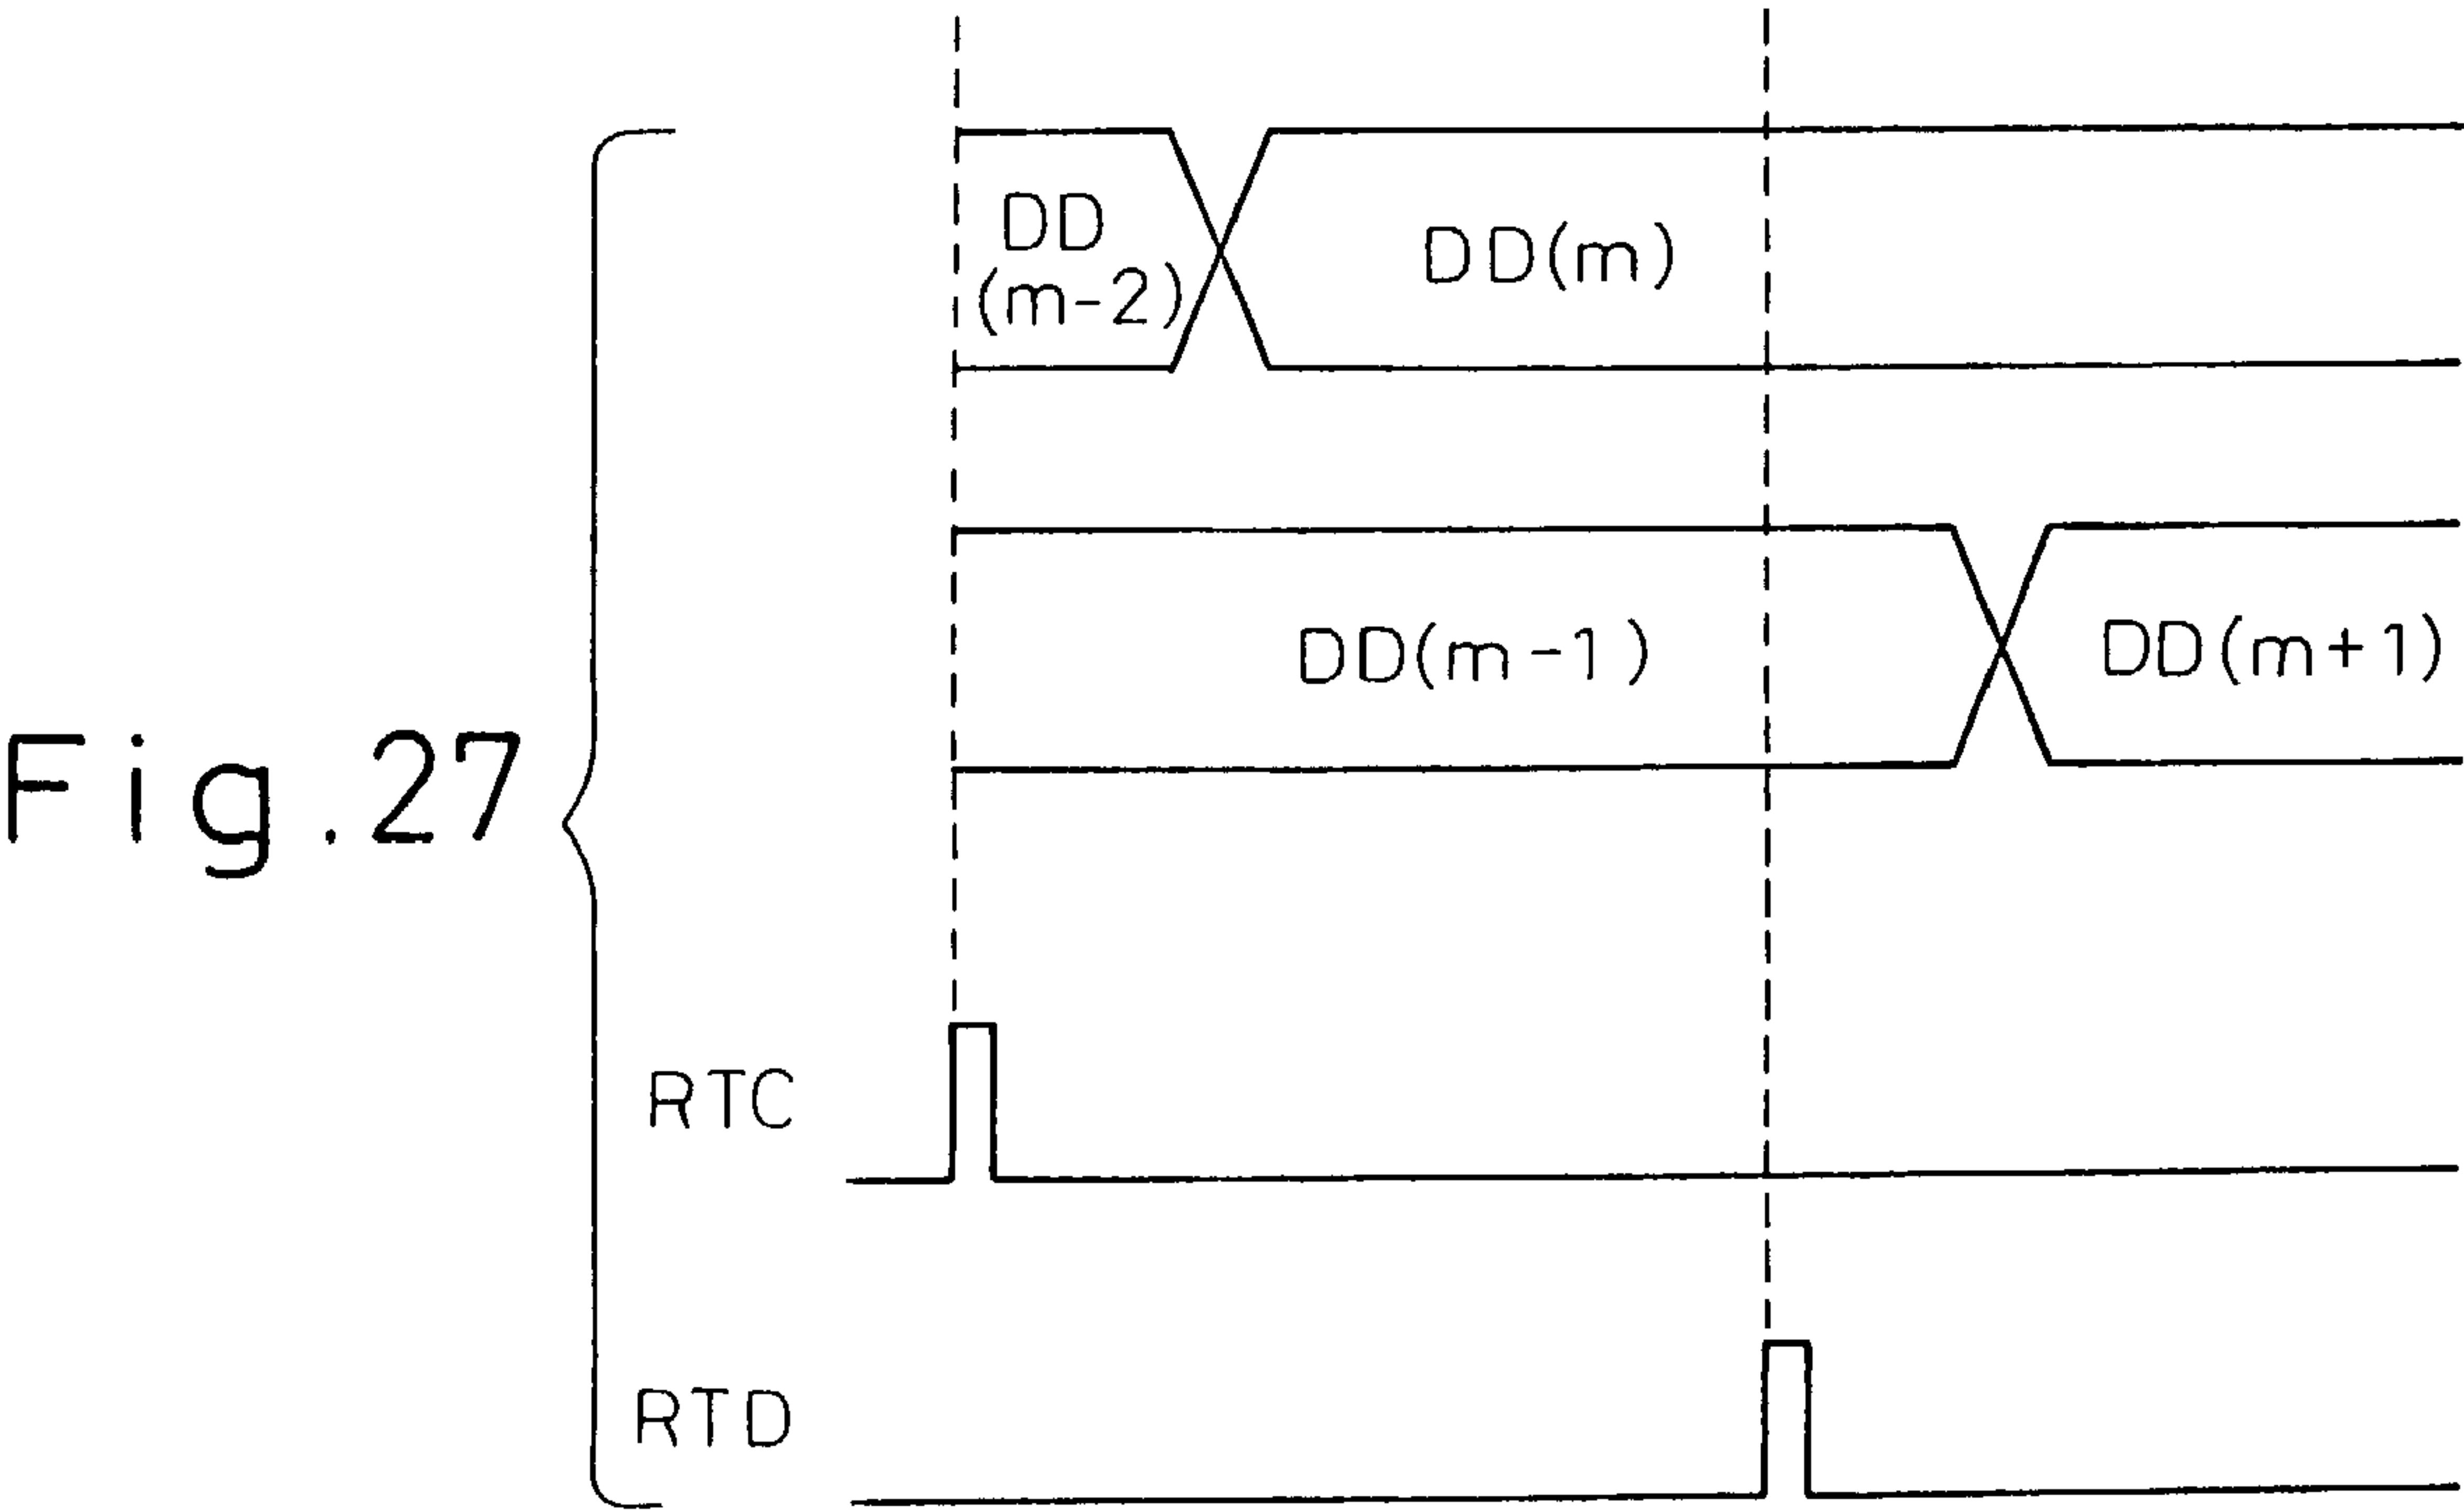 DD
(m-2)
DD(m)
DD(m-1)
DD(m+1)
Fig.27
RTC
RTD